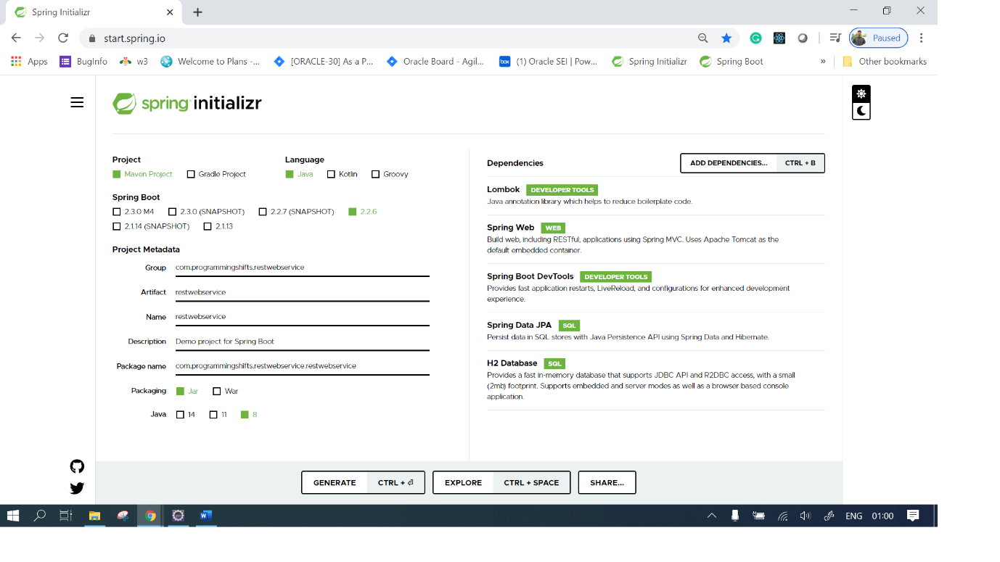 Spring Initializr
start.spring.io
Paused
Apps
BugInfo
w3
Welcome to Plans -...
[ORACLE-30] As a P...
Oracle Board - Agil...
box
(1) Oracle SEI | Pow...
Spring Initializr
Spring Boot
»
Other bookmarks
spring initializr
Project
Maven Project Gradle Project
Language
Java Kotlin Groovy
Spring Boot
2.3.0 M4 2.3.0 (SNAPSHOT) 2.2.7 (SNAPSHOT) 2.2.6
2.1.14 (SNAPSHOT) 2.1.13
Project Metadata
Group com.programmingshifts.restwebservice
Artifact restwebservice
Name restwebservice
Description Demo project for Spring Boot
Package name com.programmingshifts.restwebservice.restwebservice
Packaging Jar War
Java 14 11 8
Dependencies
ADD DEPENDENCIES... CTRL + B
Lombok DEVELOPER TOOLS
Java annotation library which helps to reduce boilerplate code.
Spring Web WEB
Build web, including RESTful, applications using Spring MVC. Uses Apache Tomcat as the
default embedded container.
Spring Boot DevTools DEVELOPER TOOLS
Provides fast application restarts, LiveReload, and configurations for enhanced development
experience.
Spring Data JPA SQL
Persist data in SQL stores with Java Persistence API using Spring Data and Hibernate.
H2 Database SQL
Provides a fast in-memory database that supports JDBC API and R2DBC access, with a small
(2mb) footprint. Supports embedded and server modes as well as a browser based console
application.
GENERATE CTRL + ⏎
EXPLORE CTRL + SPACE
SHARE...
ENG 01:00